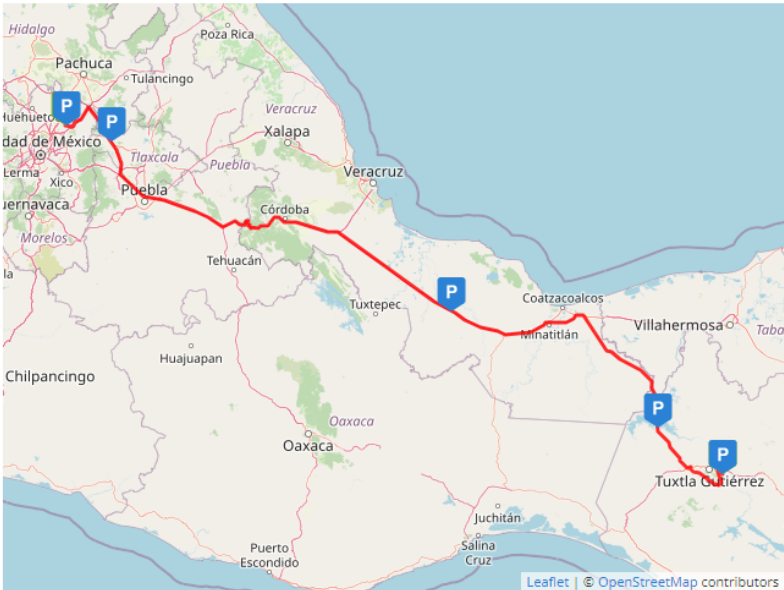 Hidalgo
Poza Rica
Pachuca
Tulancingo
P
Huehueto
P
Veracruz
dad de México
Xalapa
Tlaxcala
Puebla
Lerma
Xico
Veracruz
Puebla
uernavaca
Córdoba
Morelos
Tehuacán
la
P
Coatzacoalcos
Tuxtepec
Minatitlán
Villahermosa
Taba
Huajuapan
Chilpancingo
P
Oaxaca
Oaxaca
P
Tuxtla Gutiérrez
Juchitán
Salina
Cruz
Puerto
Escondido
Leaflet | © OpenStreetMap contributors